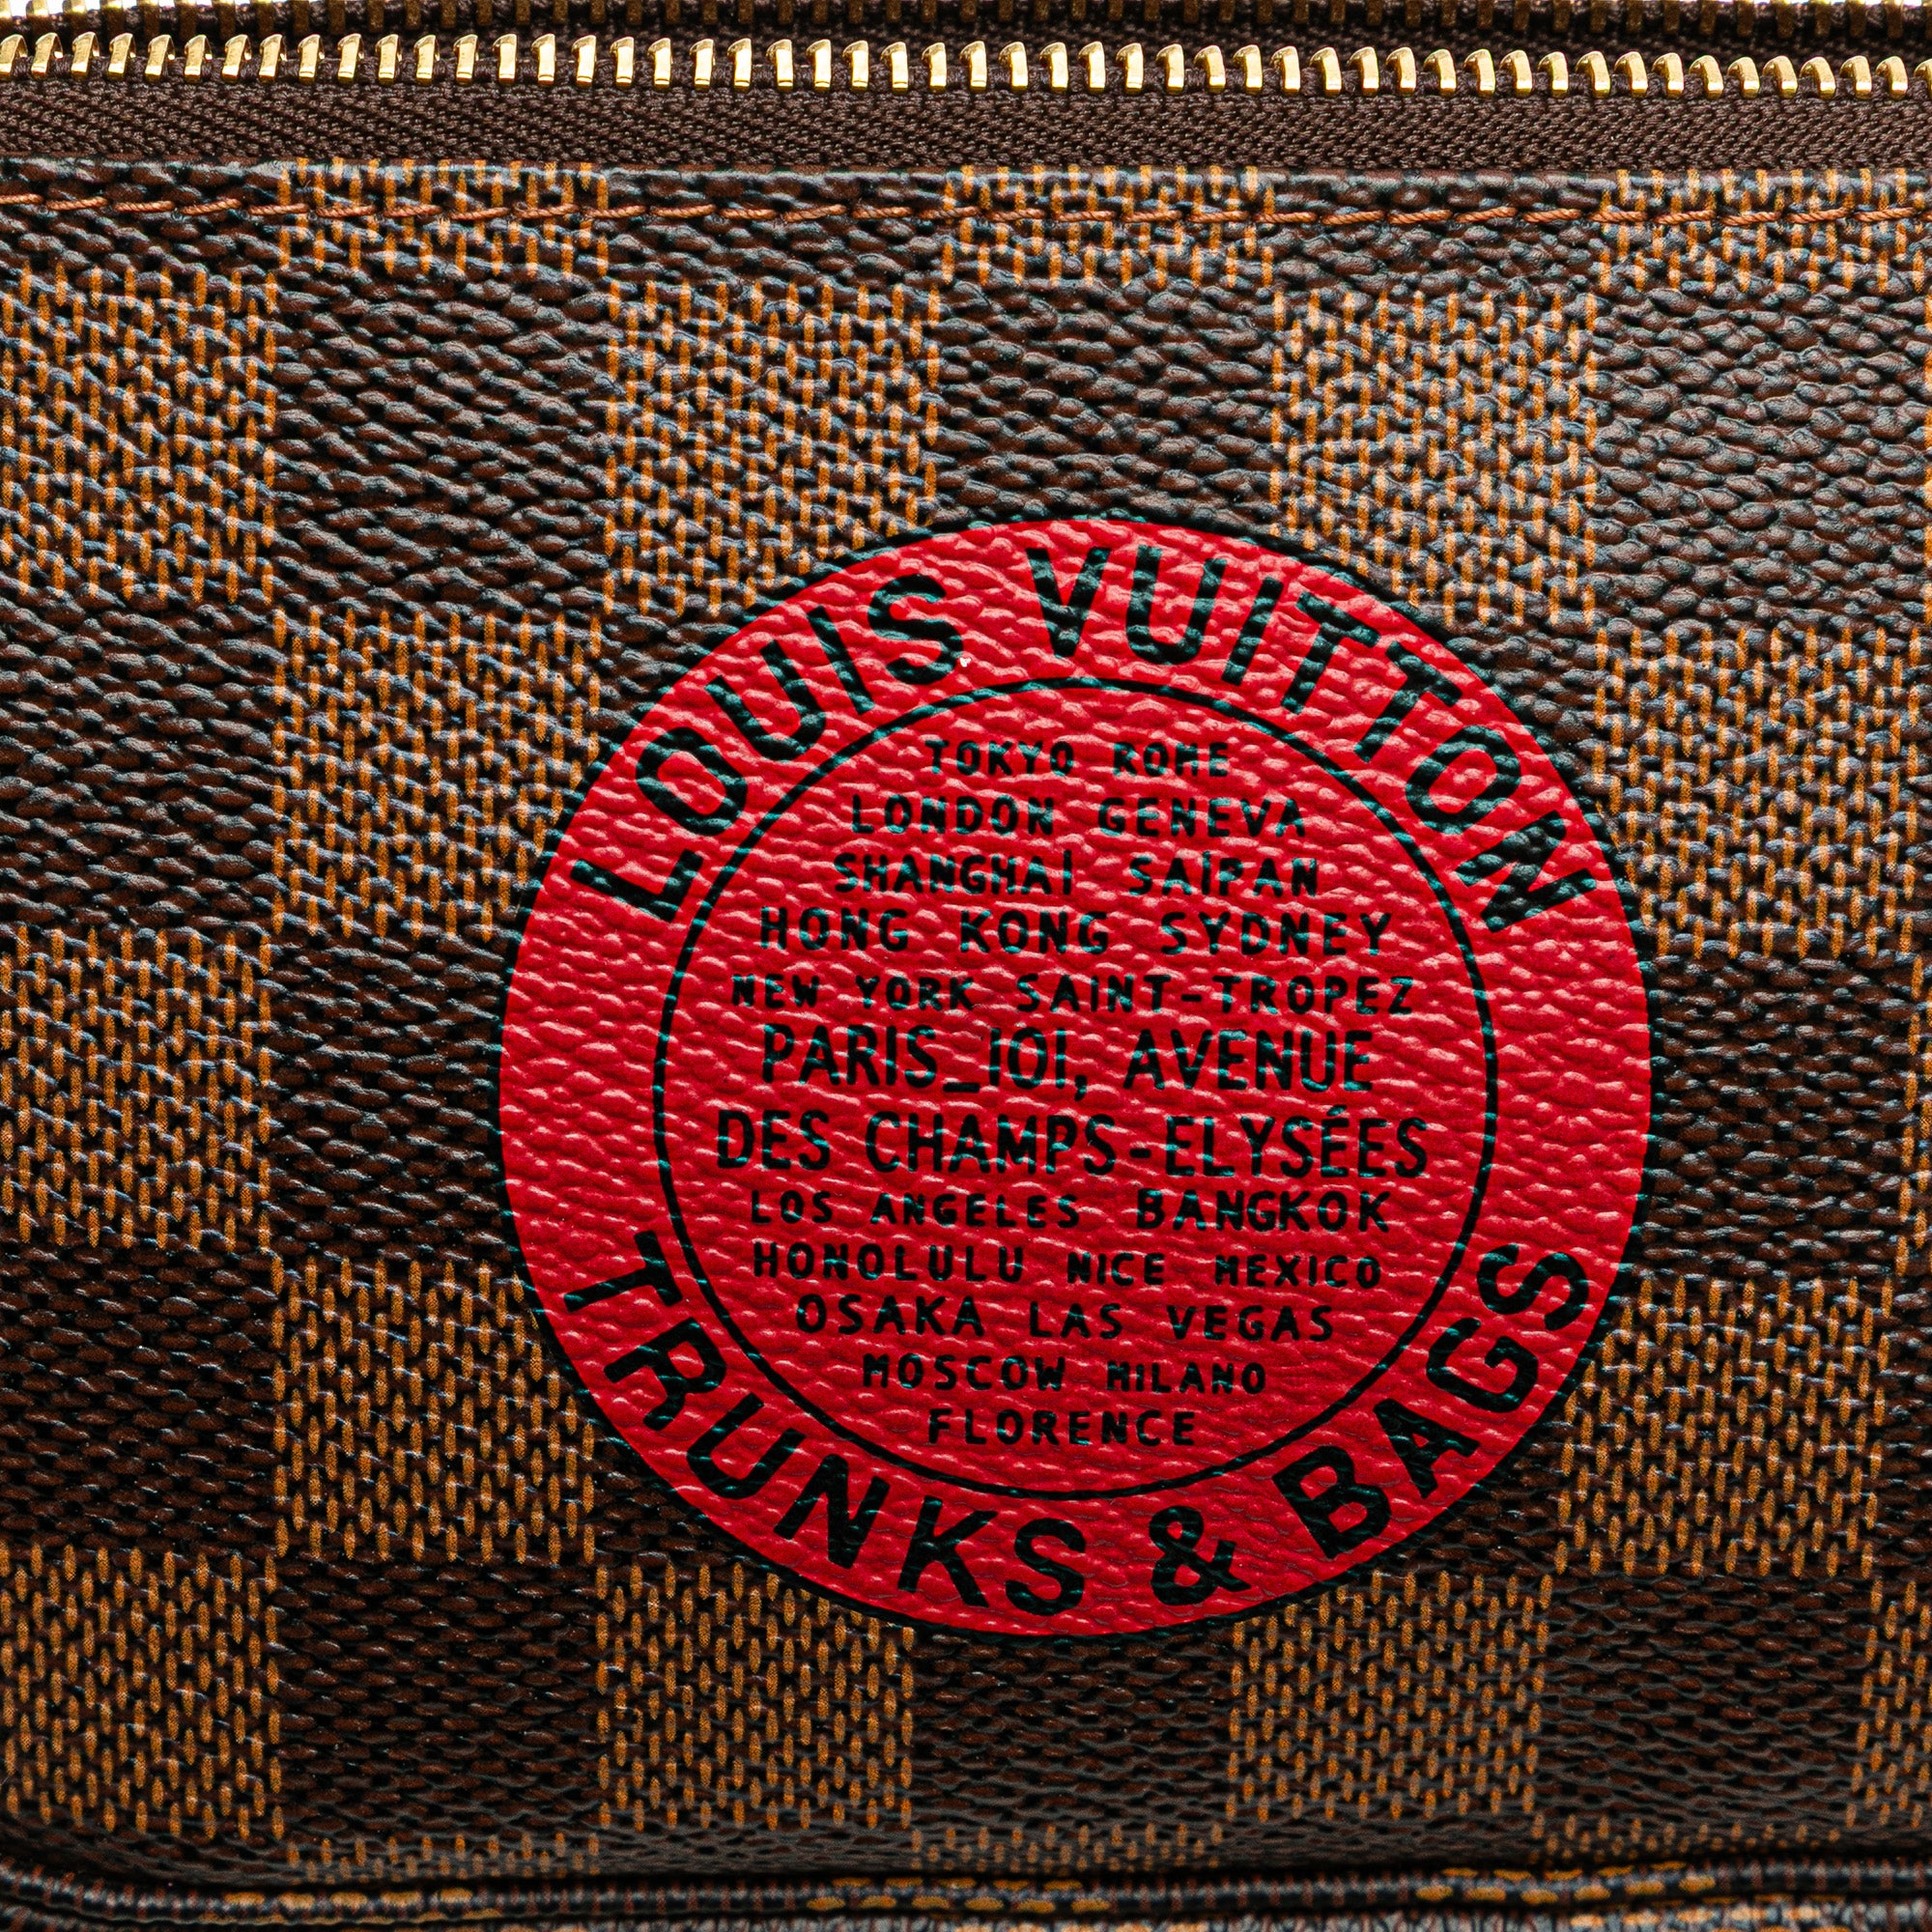 LOUIS VUITTON
TOKYO ROME
LONDON GENEVA
SHANGHAI SAIPAN
HONG KONG SYDNEY
NEW YORK SAINT-TROPEZ
PARIS_101, AVENUE
DES CHAMPS-ELYSÉES
LOS ANGELES BANGKOK
HONOLULU NICE MEXICO
OSAKA LAS VEGAS
MOSCOW MILANO
FLORENCE
TRUNKS & BAGS